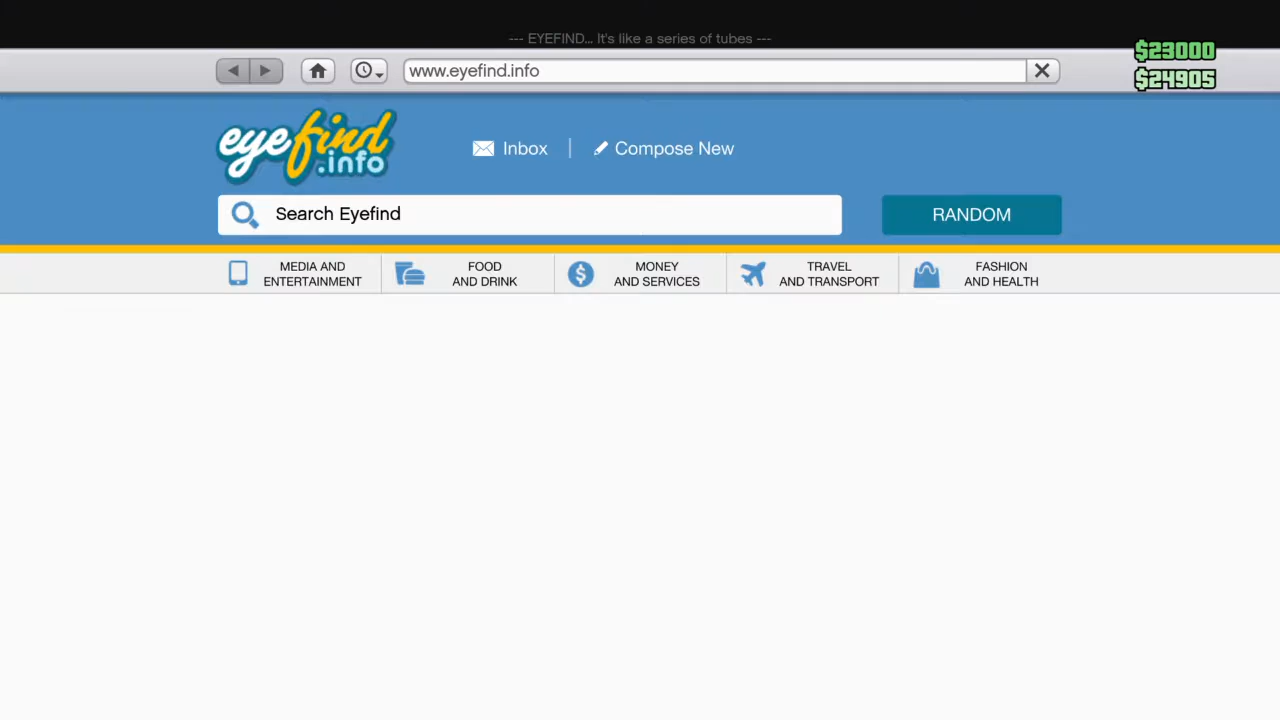 --- EYEFIND... It's like a series of tubes ---
$23000
www.eyefind.info
$24905
eyefind.info
Inbox
Compose New
Search Eyefind
RANDOM
MEDIA AND
ENTERTAINMENT
FOOD
AND DRINK
MONEY
AND SERVICES
TRAVEL
AND TRANSPORT
FASHION
AND HEALTH